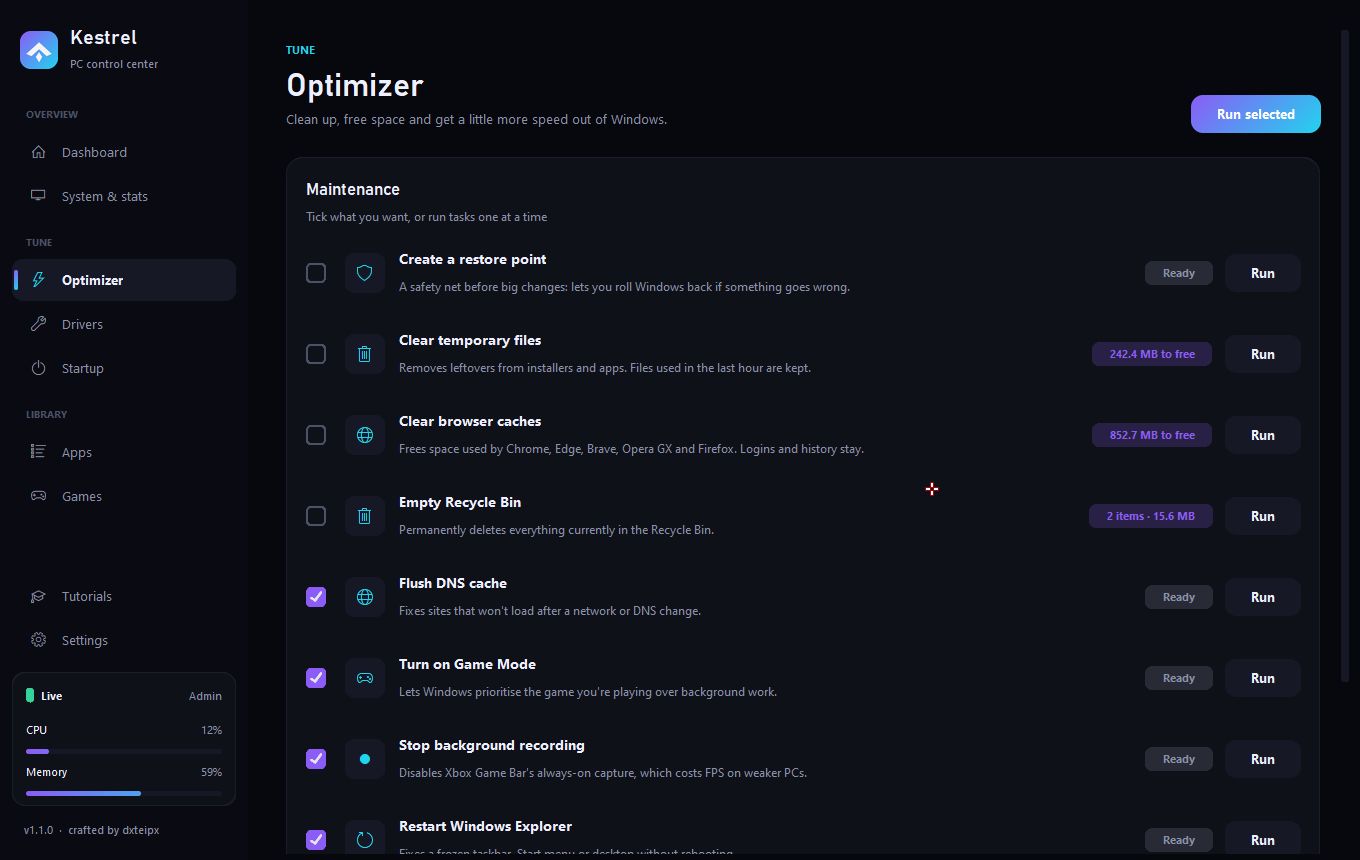 Kestrel
PC control center
OVERVIEW
Dashboard
System & stats
TUNE
Optimizer
Drivers
Startup
LIBRARY
Apps
Games
Tutorials
Settings
Live
Admin
CPU
12%
Memory
59%
v1.1.0 · crafted by dxteipx
TUNE
Optimizer
Clean up, free space and get a little more speed out of Windows.
Run selected
Maintenance
Tick what you want, or run tasks one at a time
Create a restore point
A safety net before big changes: lets you roll Windows back if something goes wrong.
Ready
Run
Clear temporary files
Removes leftovers from installers and apps. Files used in the last hour are kept.
242.4 MB to free
Run
Clear browser caches
Frees space used by Chrome, Edge, Brave, Opera GX and Firefox. Logins and history stay.
852.7 MB to free
Run
Empty Recycle Bin
Permanently deletes everything currently in the Recycle Bin.
2 items · 15.6 MB
Run
Flush DNS cache
Fixes sites that won't load after a network or DNS change.
Ready
Run
Turn on Game Mode
Lets Windows prioritise the game you're playing over background work.
Ready
Run
Stop background recording
Disables Xbox Game Bar's always-on capture, which costs FPS on weaker PCs.
Ready
Run
Restart Windows Explorer
Fixes a frozen taskbar, Start menu or desktop without rebooting.
Ready
Run